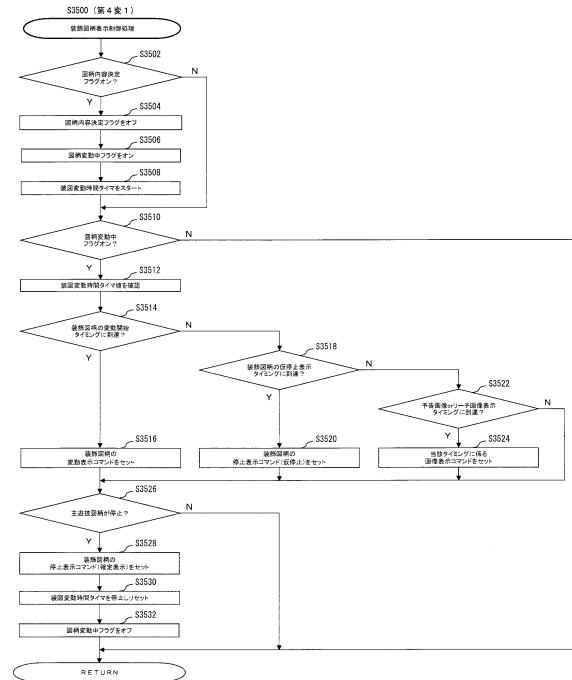 S3500（第４変１）
装飾図柄表示制御処理
S3502
図柄内容決定
フラグオン？
N
Y
S3504
図柄内容決定フラグをオフ
S3506
図柄変動中フラグをオン
S3508
装図変動時間タイマをスタート
S3510
図柄変動中
フラグオン？
N
Y
S3512
装図変動時間タイマ値を確認
S3514
装飾図柄の変動開始
タイミングに到達？
N
Y
S3518
装飾図柄の仮停止表示
タイミングに到達？
N
Y
S3522
予告画像orリーチ画像表示
タイミングに到達？
N
Y
S3516
装飾図柄の
変動表示コマンドをセット
S3520
装飾図柄の
停止表示コマンド（仮停止）をセット
S3524
当該タイミングに係る
画像表示コマンドをセット
S3526
主遊技図柄が停止？
N
Y
S3528
装飾図柄の
停止表示コマンド（確定表示）をセット
S3530
装図変動時間タイマを停止しリセット
S3532
図柄変動中フラグをオフ
RETURN